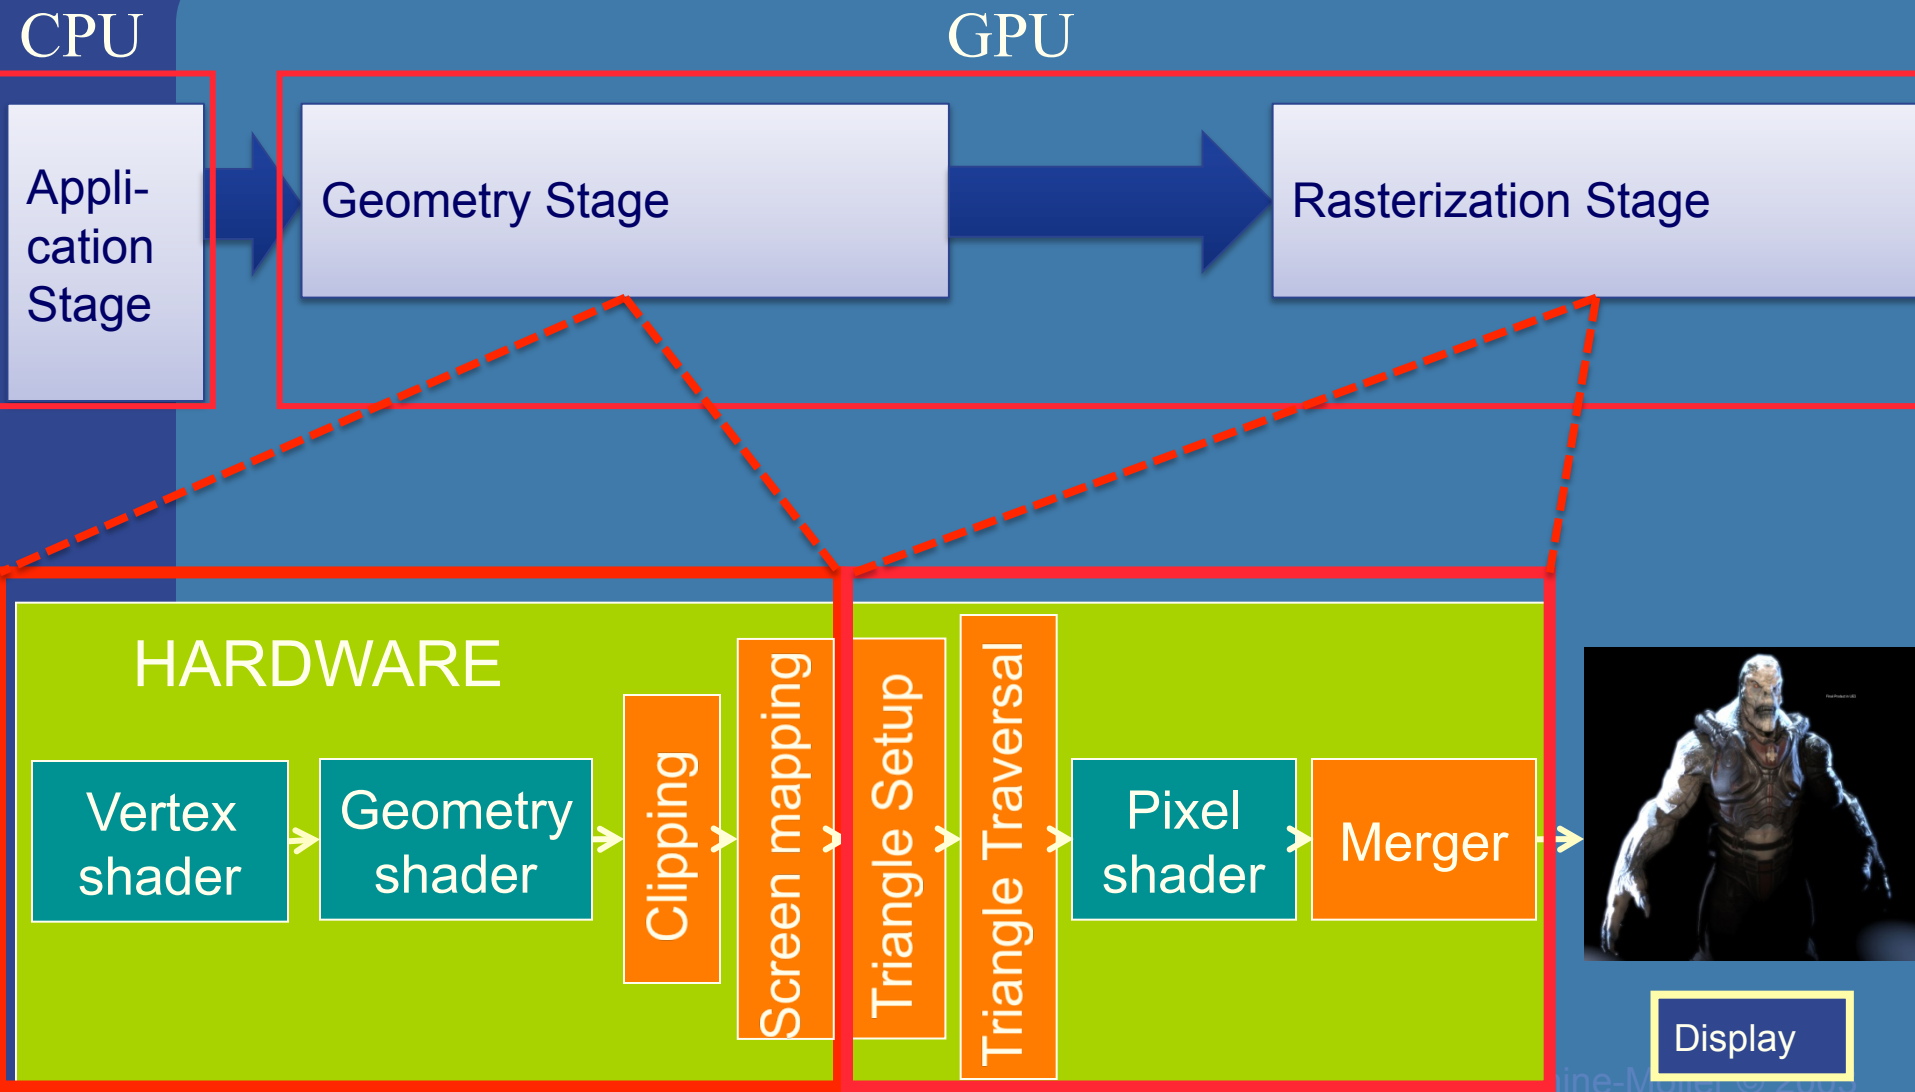 CPU
GPU
Appli-
cation
Stage
Geometry Stage
Rasterization Stage
HARDWARE
Vertex
shader
Geometry
shader
Clipping
Screen mapping
Triangle Setup
Triangle Traversal
Pixel
shader
Merger
Display